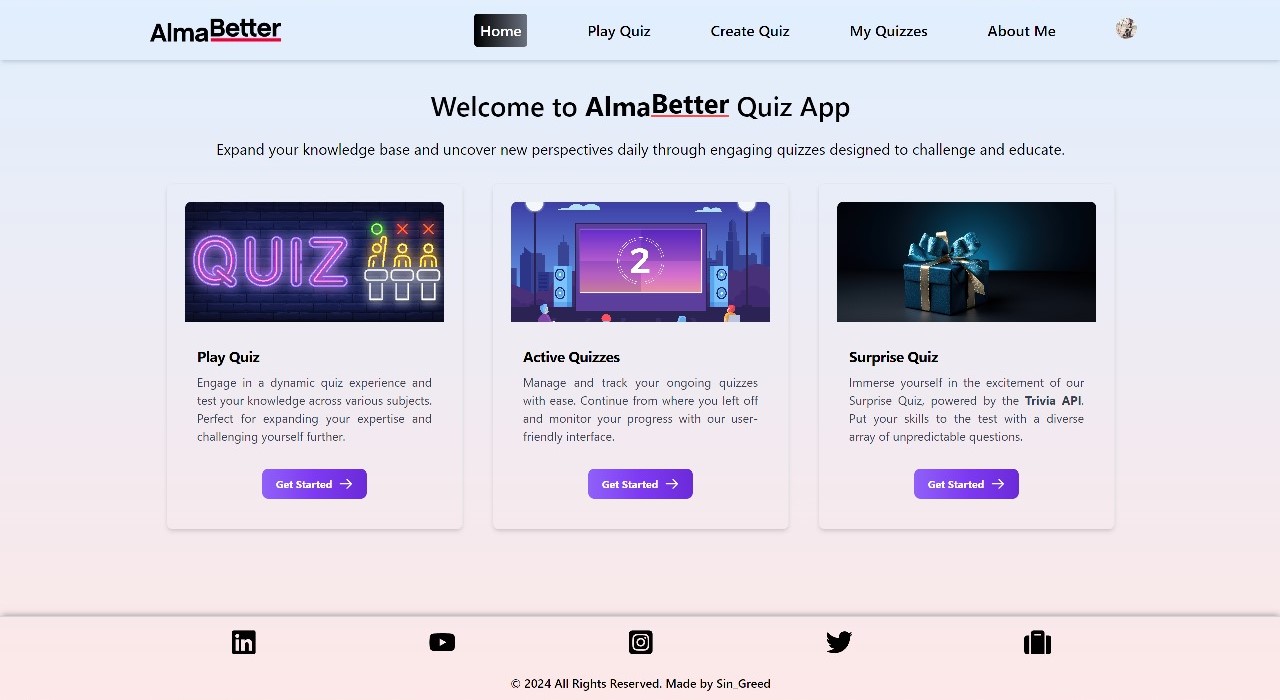 AlmaBetter
Home
Play Quiz
Create Quiz
My Quizzes
About Me
Welcome to AlmaBetter Quiz App
Expand your knowledge base and uncover new perspectives daily through engaging quizzes designed to challenge and educate.
QUIZ
2
Play Quiz
Engage in a dynamic quiz experience and
test your knowledge across various subjects.
Perfect for expanding your expertise and
challenging yourself further.
Get Started
Active Quizzes
Manage and track your ongoing quizzes
with ease. Continue from where you left off
and monitor your progress with our user-
friendly interface.
Get Started
Surprise Quiz
Immerse yourself in the excitement of our
Surprise Quiz, powered by the Trivia API.
Put your skills to the test with a diverse
array of unpredictable questions.
Get Started
in
© 2024 All Rights Reserved. Made by Sin_Greed